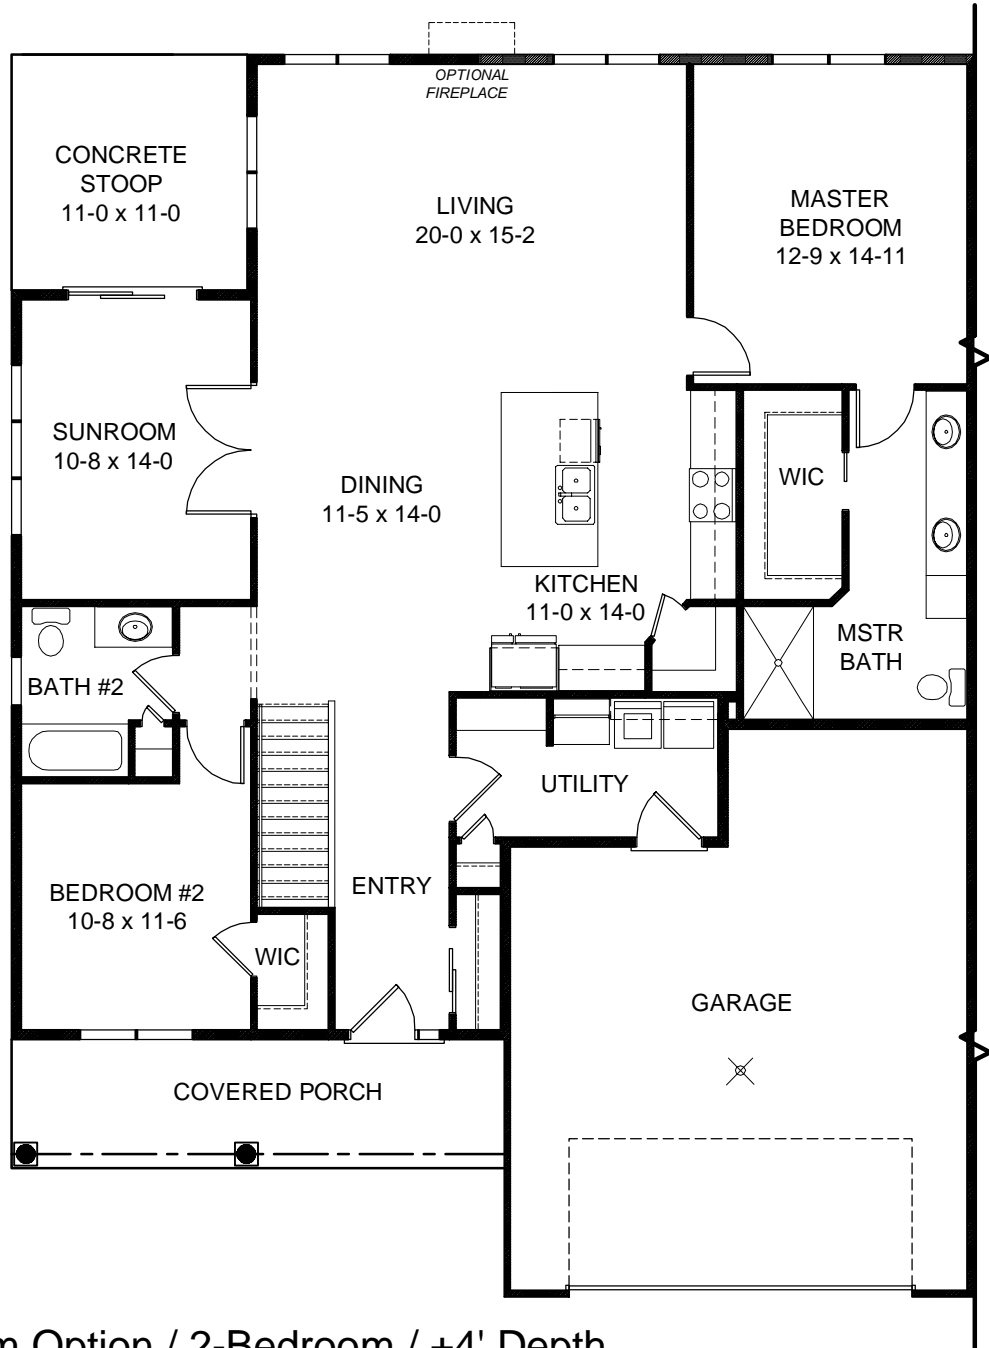 OPTIONAL
FIREPLACE
CONCRETE
STOOP
11-0 x 11-0
LIVING
20-0 x 15-2
MASTER
BEDROOM
12-9 x 14-11
SUNROOM
10-8 x 14-0
DINING
11-5 x 14-0
WIC
KITCHEN
11-0 x 14-0
MSTR
BATH
BATH #2
UTILITY
BEDROOM #2
10-8 x 11-6
ENTRY
WIC
GARAGE
COVERED PORCH
Option / 2-Bedroom / +4' Depth